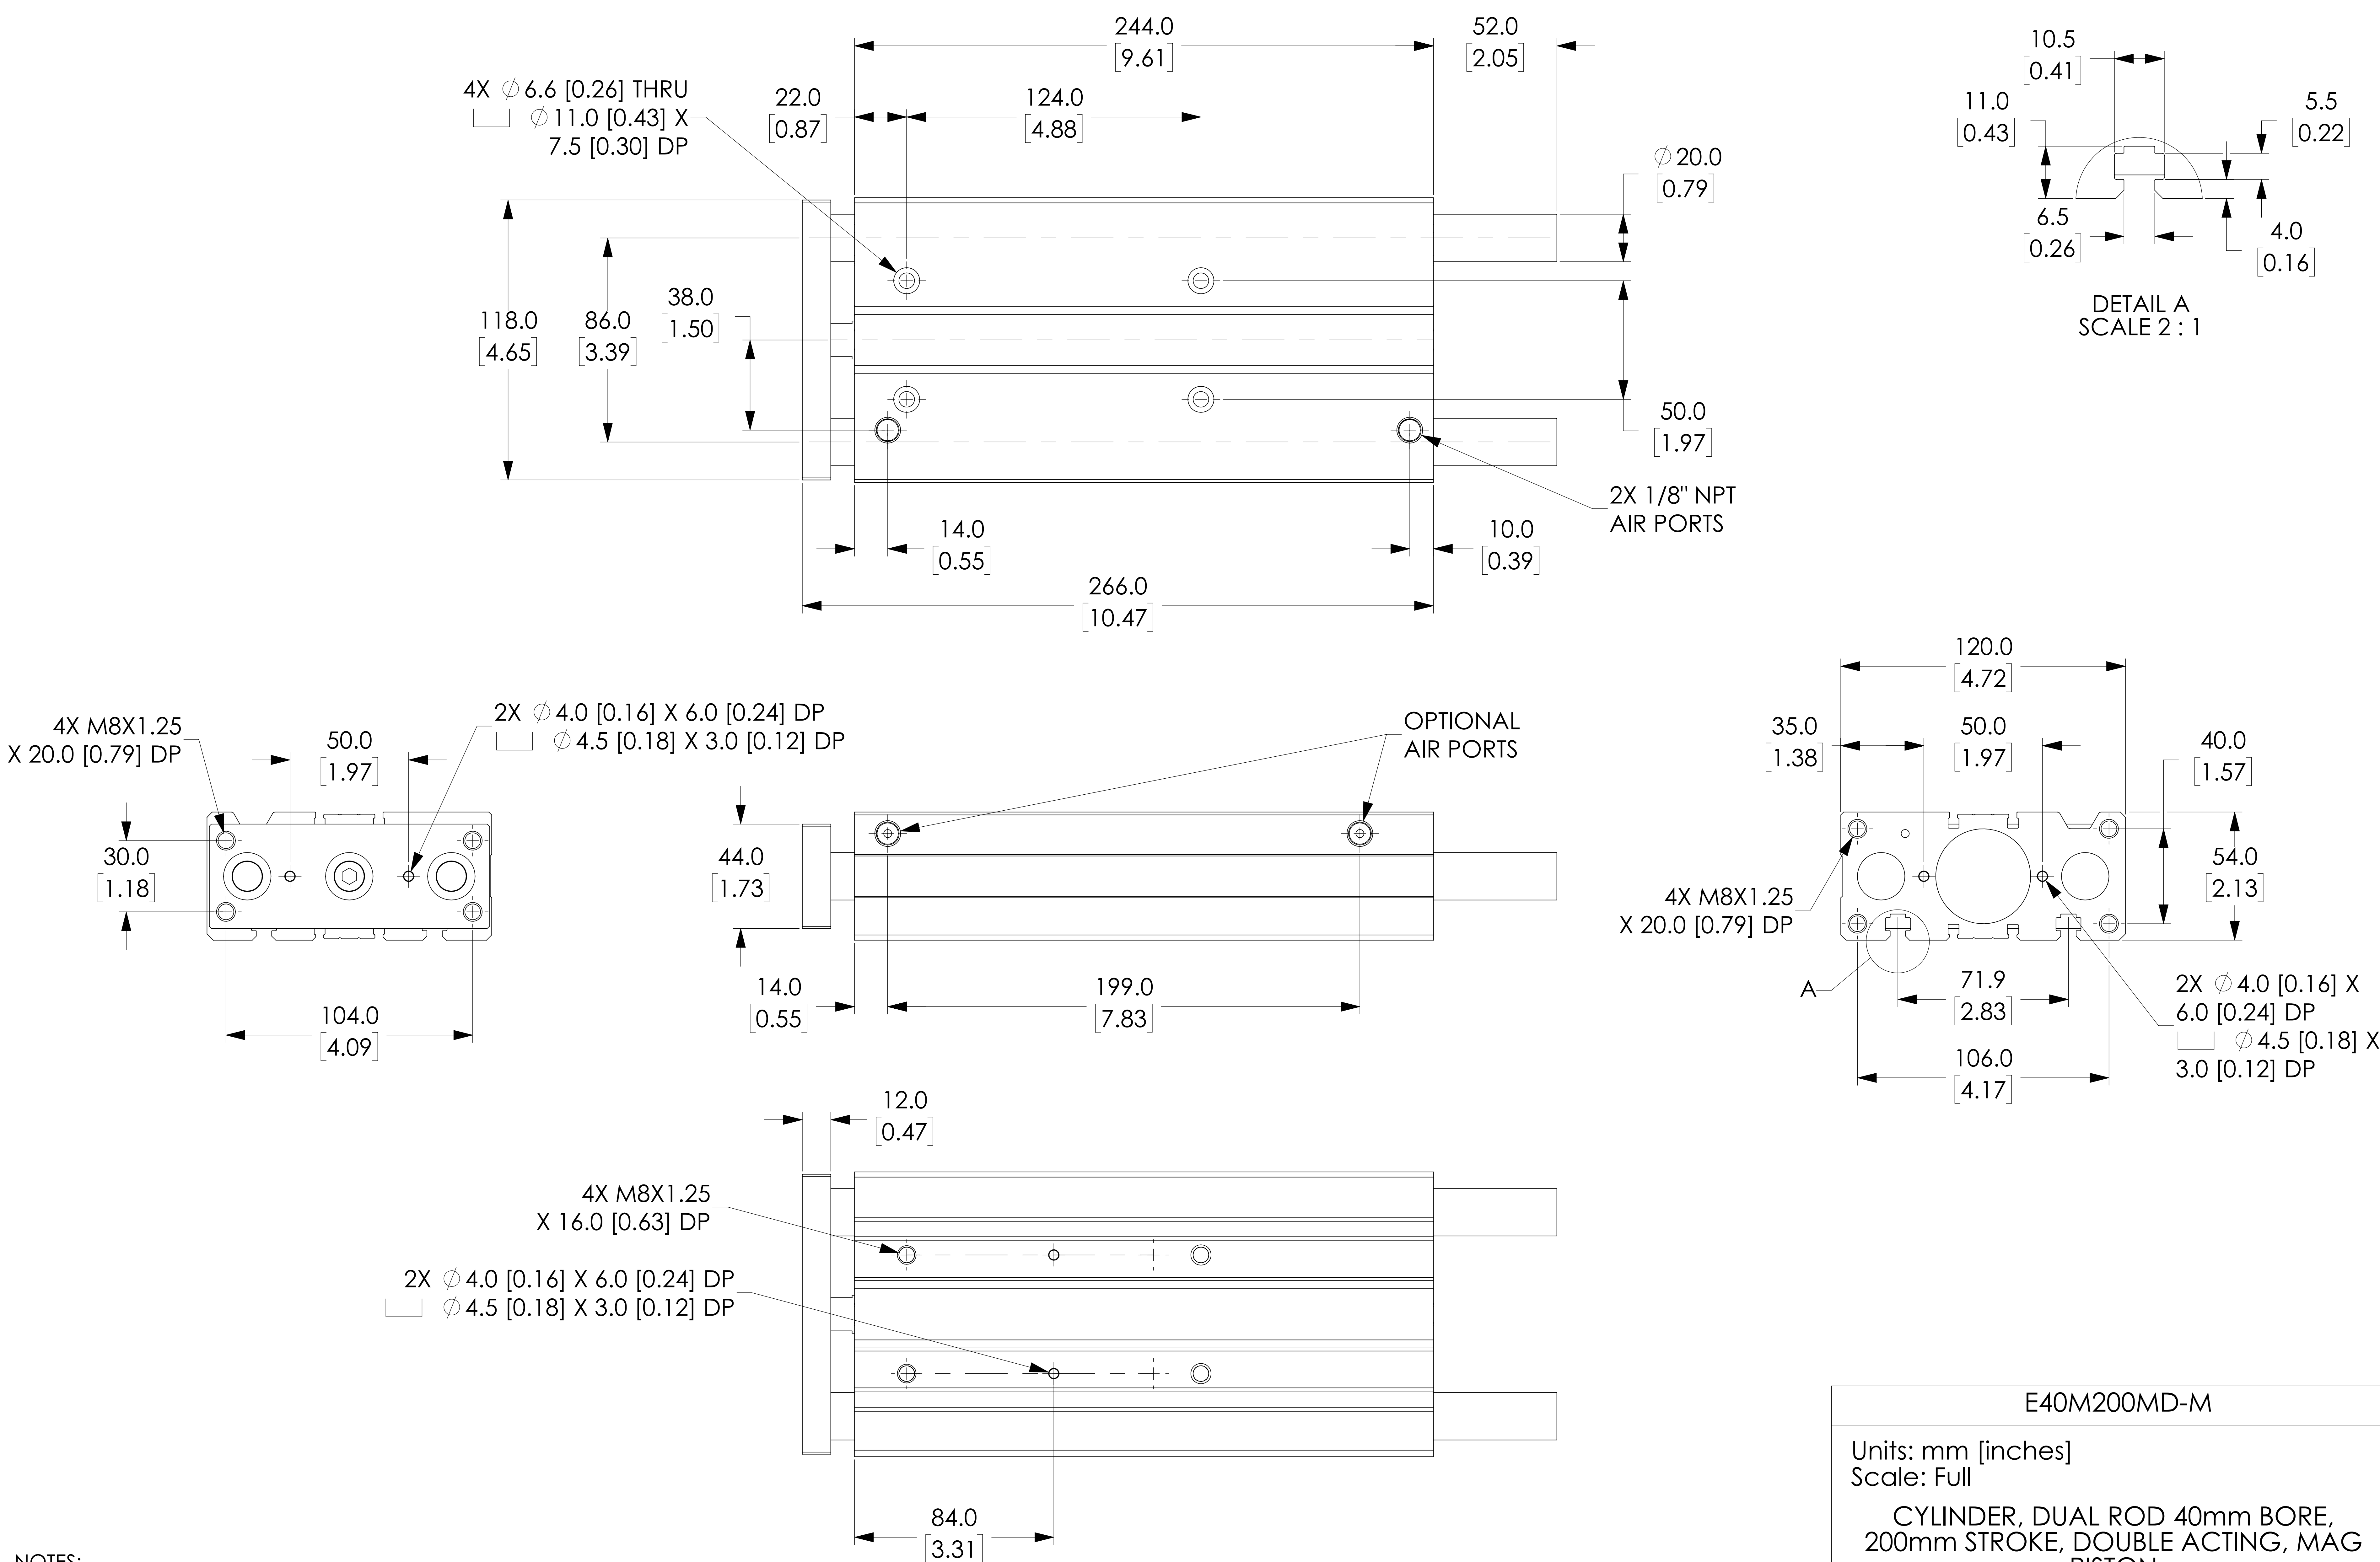 244.0
[9.61]
52.0
[2.05]
4X ∅ 6.6 [0.26] THRU
∅ 11.0 [0.43] X
7.5 [0.30] DP
22.0
[0.87]
124.0
[4.88]
∅ 20.0
[0.79]
118.0
[4.65]
86.0
[3.39]
38.0
[1.50]
50.0
[1.97]
2X 1/8" NPT
AIR PORTS
14.0
[0.55]
10.0
[0.39]
266.0
[10.47]
10.5
[0.41]
11.0
[0.43]
5.5
[0.22]
6.5
[0.26]
4.0
[0.16]
DETAIL A
SCALE 2 : 1
4X M8X1.25
X 20.0 [0.79] DP
50.0
[1.97]
2X ∅ 4.0 [0.16] X 6.0 [0.24] DP
∅ 4.5 [0.18] X 3.0 [0.12] DP
30.0
[1.18]
104.0
[4.09]
OPTIONAL
AIR PORTS
44.0
[1.73]
14.0
[0.55]
199.0
[7.83]
120.0
[4.72]
35.0
[1.38]
50.0
[1.97]
40.0
[1.57]
54.0
[2.13]
4X M8X1.25
X 20.0 [0.79] DP
A
71.9
[2.83]
106.0
[4.17]
2X ∅ 4.0 [0.16] X
6.0 [0.24] DP
∅ 4.5 [0.18] X
3.0 [0.12] DP
12.0
[0.47]
4X M8X1.25
X 16.0 [0.63] DP
2X ∅ 4.0 [0.16] X 6.0 [0.24] DP
∅ 4.5 [0.18] X 3.0 [0.12] DP
84.0
[3.31]
NOTES:
E40M200MD-M
Units: mm [inches]
Scale: Full
CYLINDER, DUAL ROD 40mm BORE,
200mm STROKE, DOUBLE ACTING, MAG
PISTON